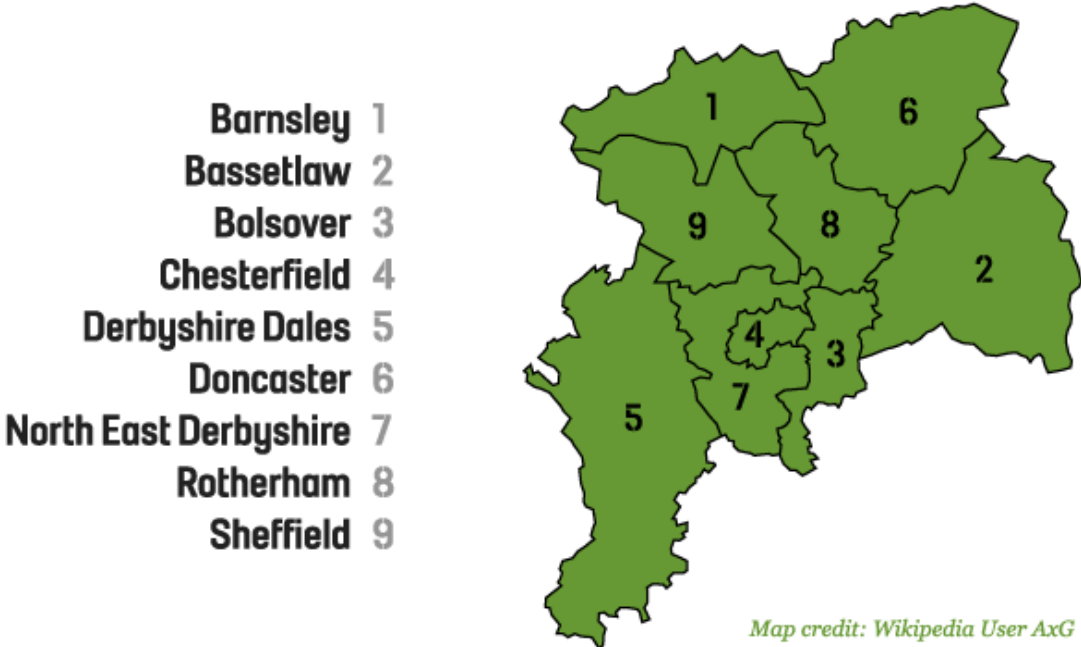 Barnsley 1
Bassetlaw 2
Bolsover 3
Chesterfield 4
Derbyshire Dales 5
Doncaster 6
North East Derbyshire 7
Rotherham 8
Sheffield 9
1
6
9
8
2
4
3
7
5
Map credit: Wikipedia User AxG